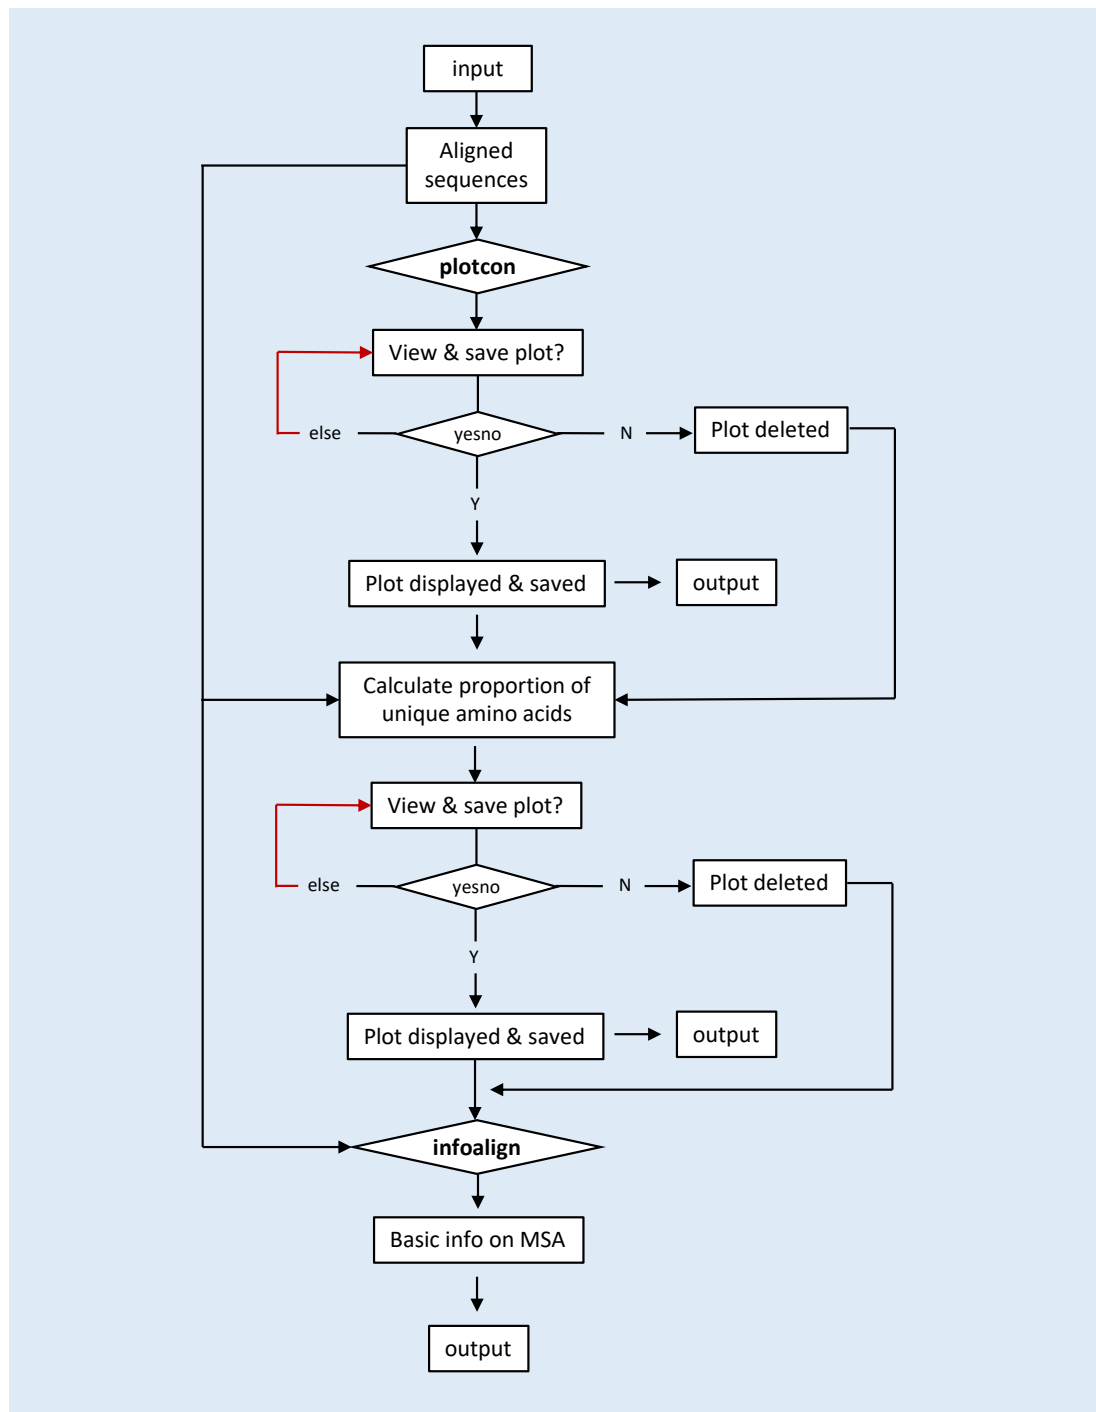 input
Aligned
sequences
plotcon
View & save plot?
else
yesno
N
Plot deleted
Y
Plot displayed & saved
output
Calculate proportion of
unique amino acids
View & save plot?
else
yesno
N
Plot deleted
Y
Plot displayed & saved
output
infoalign
Basic info on MSA
output